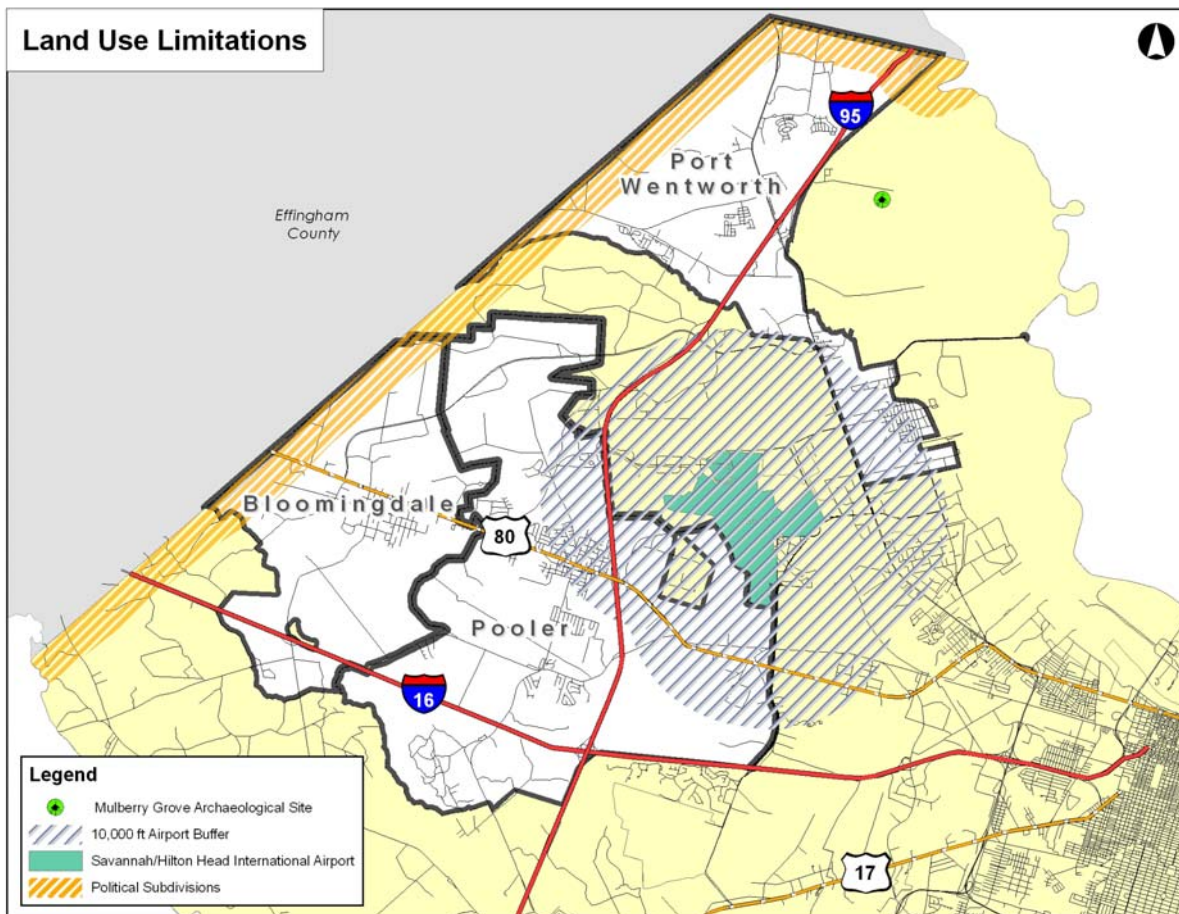 Land Use Limitations
95
Port
Wentworth
Effingham
County
Bloomingdale
80
Pooler
16
17
Legend
Mulberry Grove Archaeological Site
10,000 ft Airport Buffer
Savannah/Hilton Head International Airport
Political Subdivisions